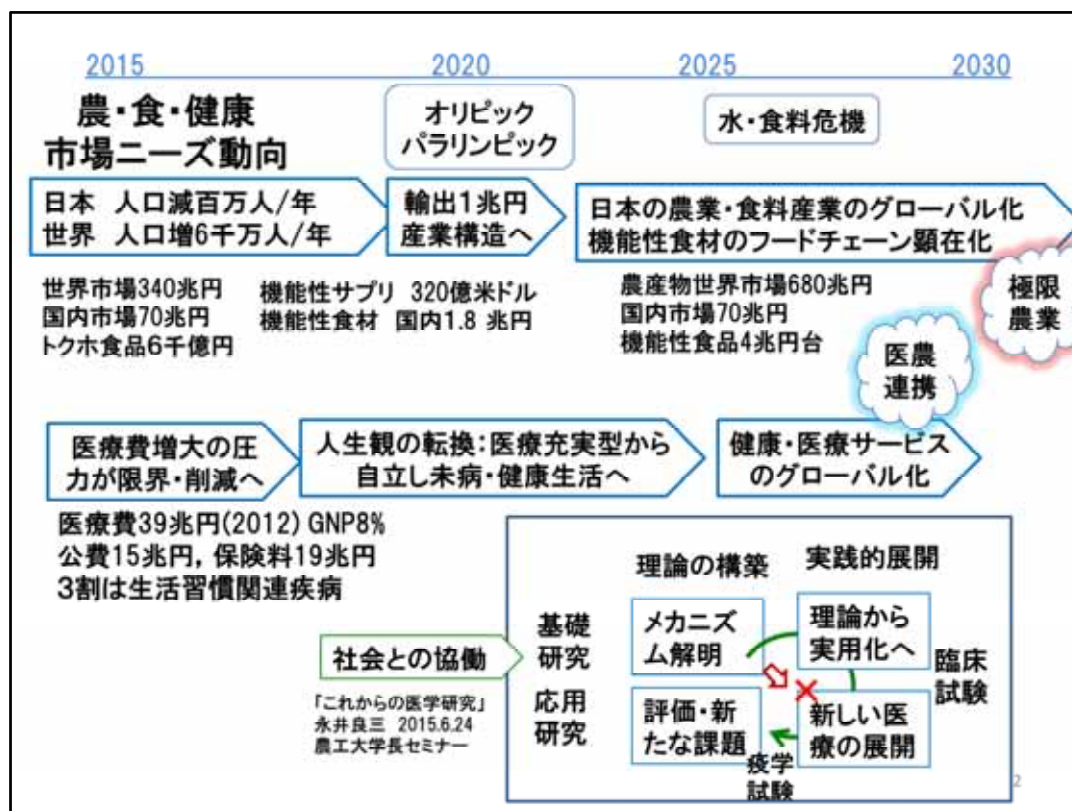 2015 2020 2025 2030
農・食・健康
市場ニーズ動向
オリピック
パラリンピック
水・食料危機
日本 人口減百万人/年
世界 人口増6千万人/年
輸出1兆円
産業構造へ
日本の農業・食料産業のグローバル化
機能性食材のフードチェーン顕在化
世界市場340兆円
国内市場70兆円
トクホ食品6千億円
機能性サプリ 320億米ドル
機能性食材 国内1.8 兆円
農産物世界市場680兆円
国内市場70兆円
機能性食品4兆円台
極限
農業
医農
連携
医療費増大の圧
力が限界・削減へ
人生観の転換：医療充実型から
自立し未病・健康生活へ
健康・医療サービス
のグローバル化
医療費39兆円(2012) GNP8%
公費15兆円, 保険料19兆円
3割は生活習慣関連疾病
理論の構築
実践的展開
基礎
研究
メカニズ
ム解明
理論から
実用化へ
臨床
試験
社会との協働
「これからの医学研究」
永井良三 2015.6.24
農工大学長セミナー
応用
研究
評価・新
たな課題
新しい医
療の展開
疫学
試験
2